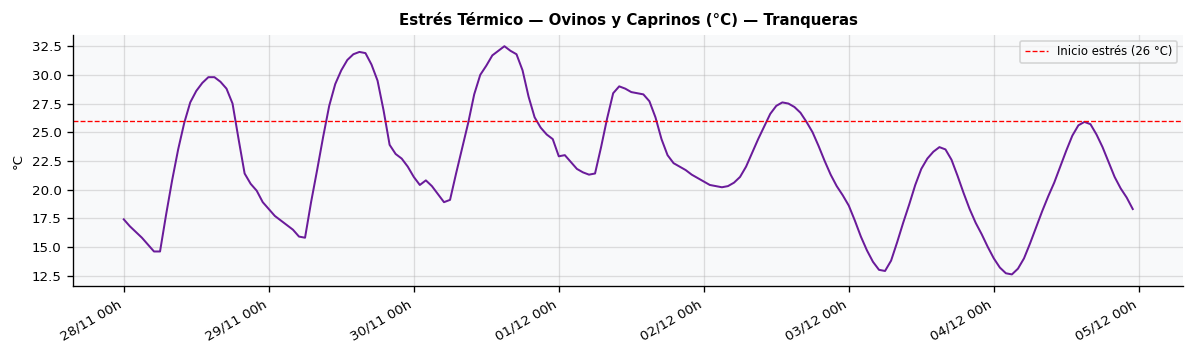 Estrés Térmico — Ovinos y Caprinos (°C) — Tranqueras
Inicio estrés (26 °C)
°C
32.5
30.0
27.5
25.0
22.5
20.0
17.5
15.0
12.5
28/11 00h
29/11 00h
30/11 00h
01/12 00h
02/12 00h
03/12 00h
04/12 00h
05/12 00h